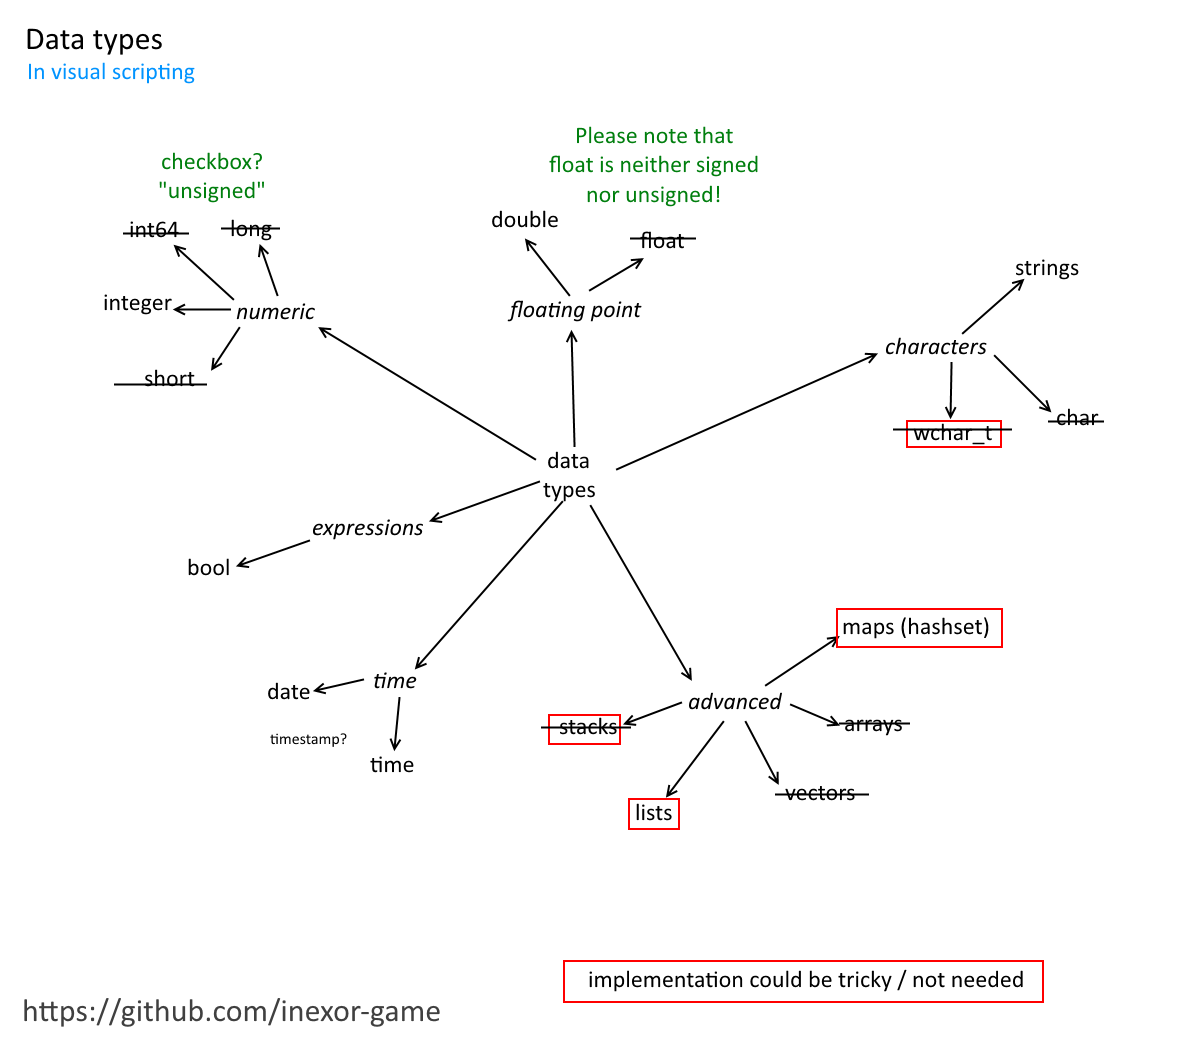 Data types
In visual scripting
checkbox?
"unsigned"
Please note that
float is neither signed
nor unsigned!
int64
long
integer
numeric
short
double
float
floating point
strings
characters
wchar_t
char
data
types
expressions
bool
date
time
timestamp?
time
maps (hashset)
advanced
stacks
arrays
lists
vectors
implementation could be tricky / not needed
https://github.com/inexor-game